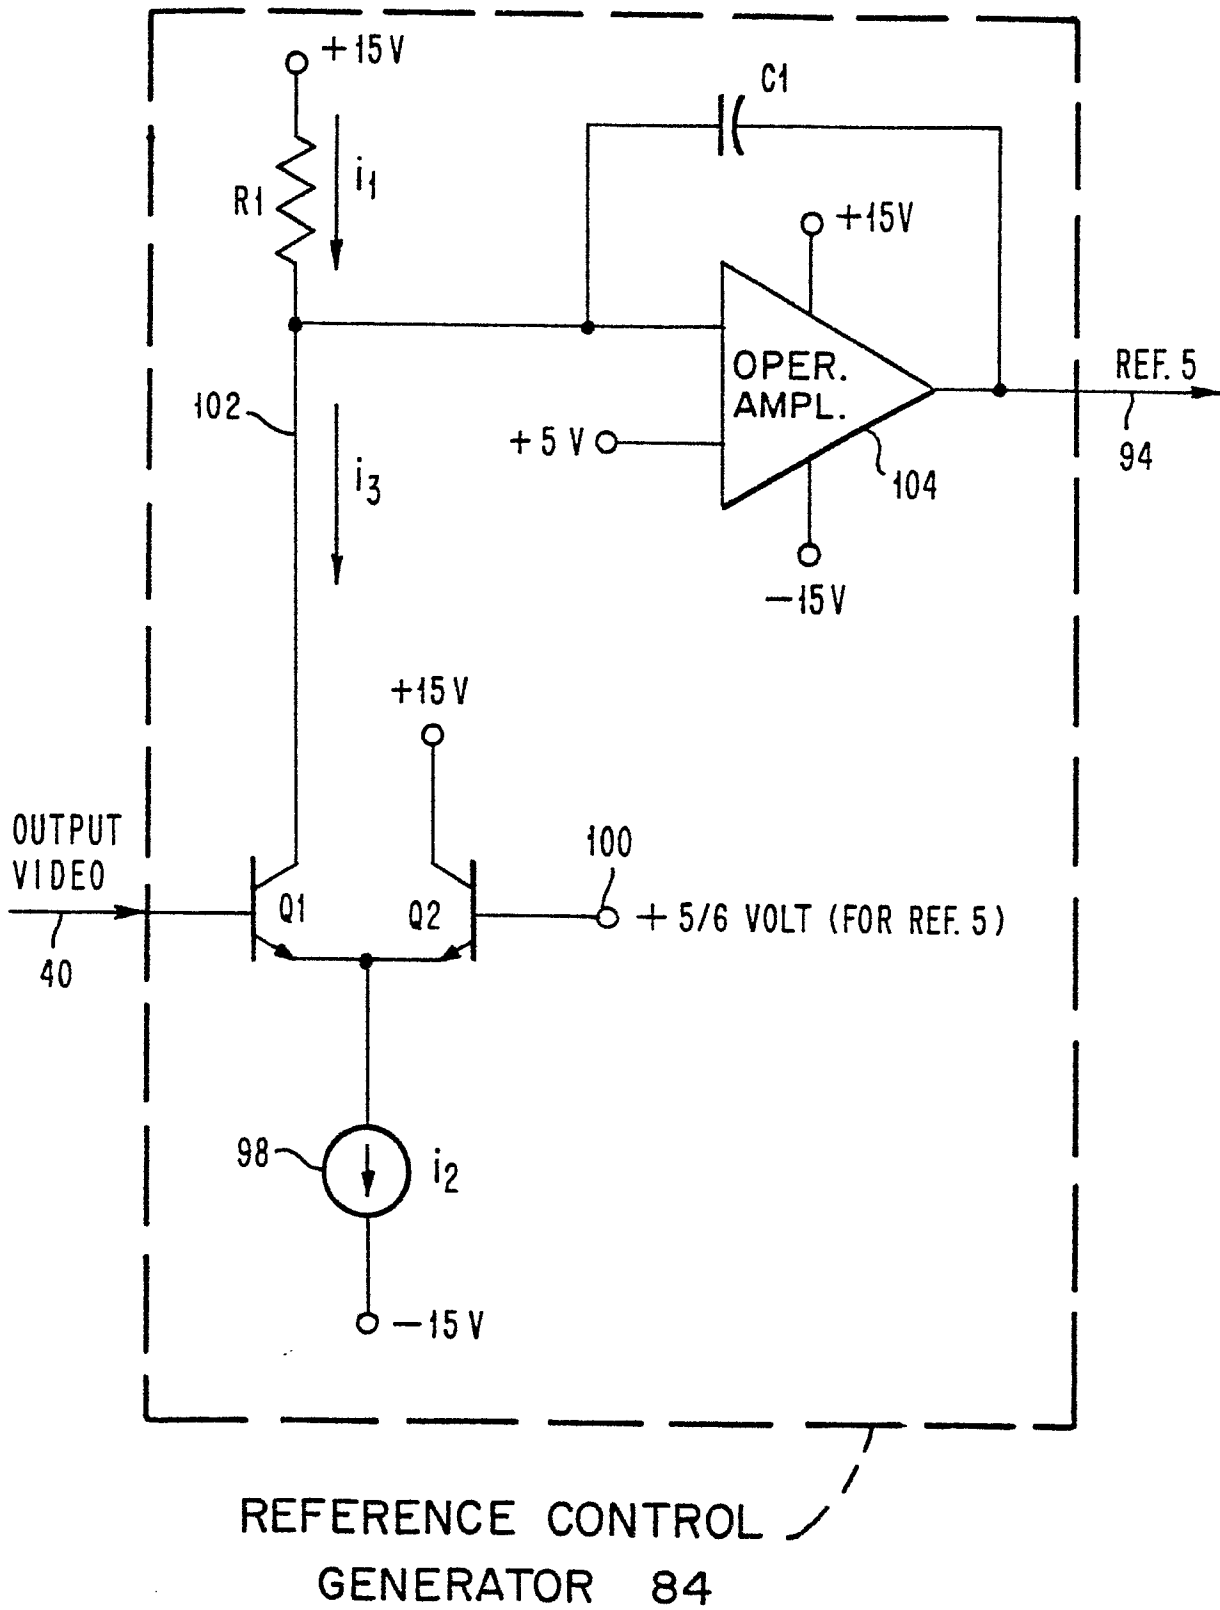 +15V
C1
R1
i1
+15V
OPER.
AMPL.
REF. 5
102
+5 V
94
i3
104
−15V
+15V
OUTPUT
VIDEO
100
Q1
Q2
+ 5/6 VOLT (FOR REF. 5)
40
98
i2
−15 V
REFERENCE CONTROL
GENERATOR 84